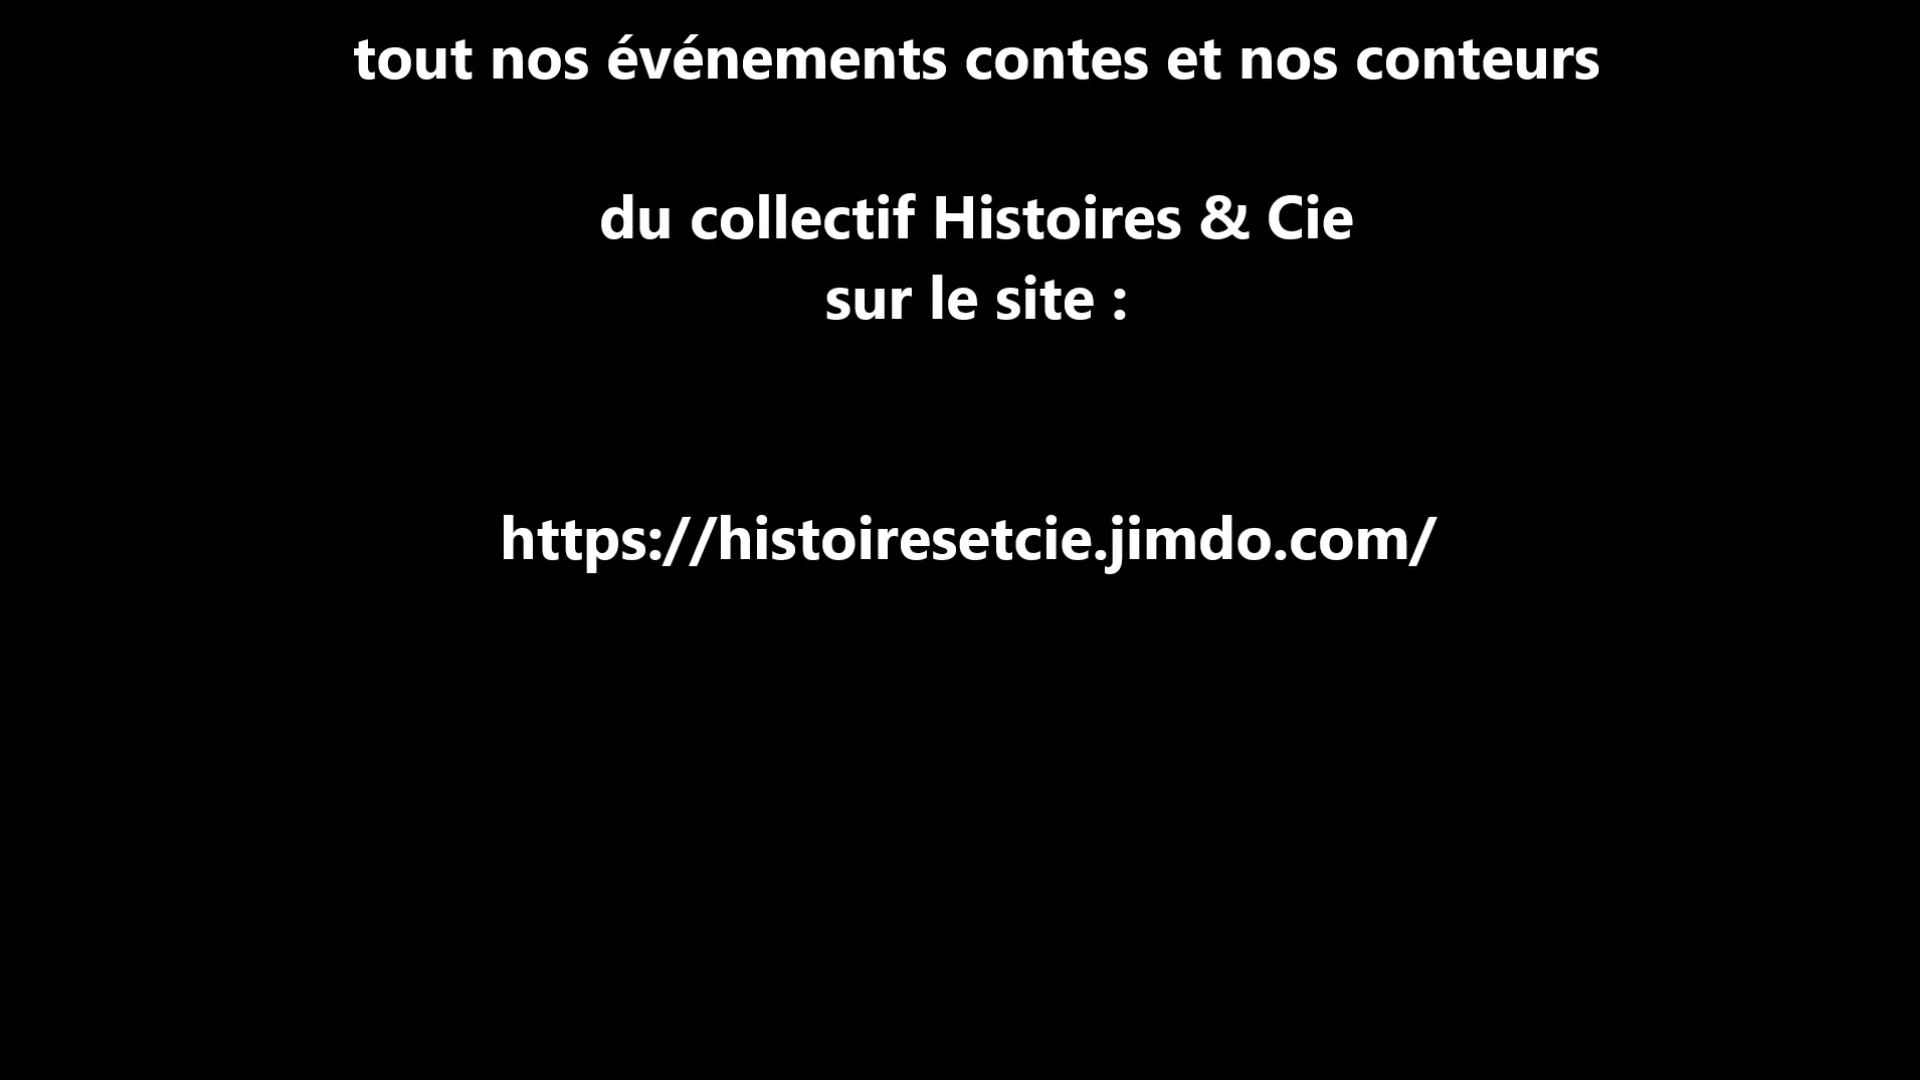 tout nos événements contes et nos conteurs
du collectif Histoires & Cie
sur le site :
https://histoiresetcie.jimdo.com/